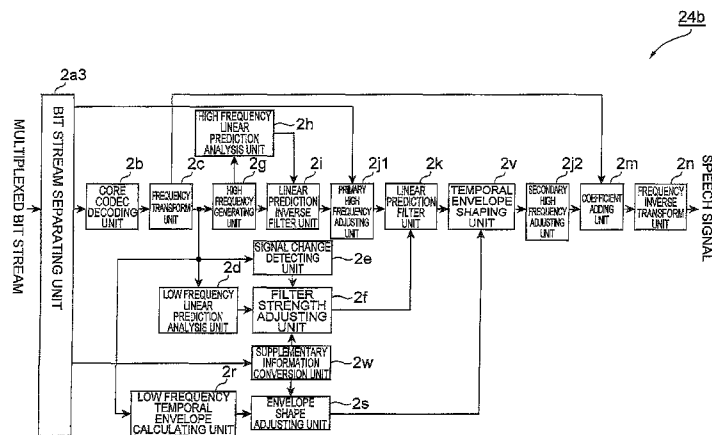 24b
2a3
MULTIPLEXED BIT STREAM
BIT STREAM SEPARATING UNIT
HIGH FREQUENCY
LINEAR
PREDICTION
ANALYSIS UNIT
2h
2b
CORE
CODEC
DECODING
UNIT
2c
FREQUENCY
TRANSFORM
UNIT
2g
HIGH
FREQUENCY
GENERATING
UNIT
2i
LINEAR
PREDICTION
INVERSE
FILTER UNIT
2j1
PRIMARY
HIGH
FREQUENCY
ADJUSTING
UNIT
2k
LINEAR
PREDICTION
FILTER UNIT
2v
TEMPORAL
ENVELOPE
SHAPING UNIT
2j2
SECONDARY
HIGH
FREQUENCY
ADJUSTING
UNIT
2m
COEFFICIENT
ADDING
UNIT
2n
FREQUENCY
INVERSE
TRANSFORM
UNIT
SPEECH SIGNAL
SIGNAL CHANGE
DETECTING
UNIT
2e
2d
LOW FREQUENCY
LINEAR
PREDICTION
ANALYSIS UNIT
FILTER
STRENGTH
ADJUSTING
UNIT
2f
SUPPLEMENTARY
INFORMATION
CONVERSION UNIT
2w
2r
LOW FREQUENCY
TEMPORAL
ENVELOPE
CALCULATING UNIT
ENVELOPE
SHAPE
ADJUSTING UNIT
2s